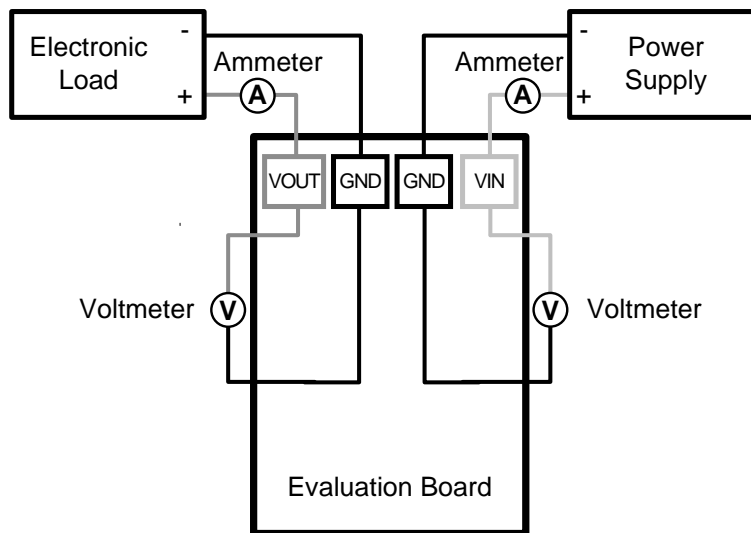 Electronic
Load
-
+
Ammeter
A
Ammeter
A
-
+
Power
Supply
VOUT
GND
GND
VIN
Voltmeter
V
V
Voltmeter
Evaluation Board